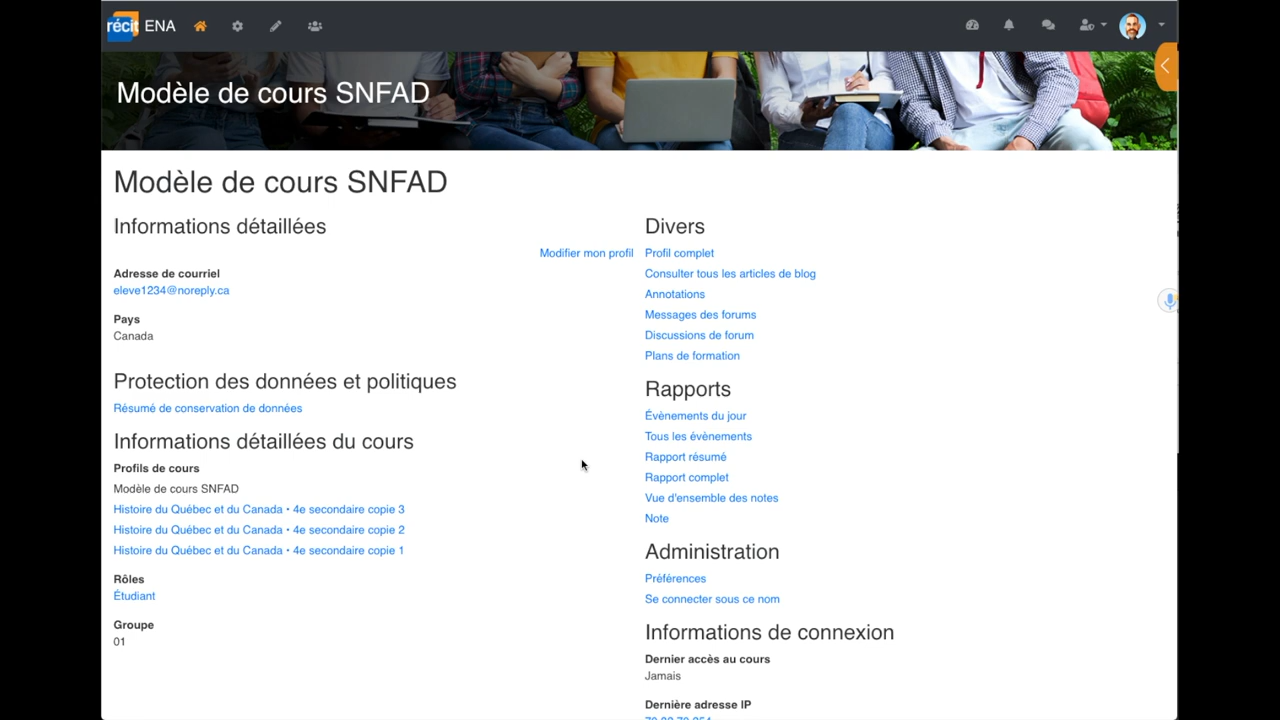 récit ENA
Modèle de cours SNFAD
Modèle de cours SNFAD
Informations détaillées
Modifier mon profil
Adresse de courriel
eleve1234@noreply.ca
Pays
Canada
Protection des données et politiques
Résumé de conservation de données
Informations détaillées du cours
Profils de cours
Modèle de cours SNFAD
Histoire du Québec et du Canada • 4e secondaire copie 3
Histoire du Québec et du Canada • 4e secondaire copie 2
Histoire du Québec et du Canada • 4e secondaire copie 1
Rôles
Étudiant
Groupe
01
Divers
Profil complet
Consulter tous les articles de blog
Annotations
Messages des forums
Discussions de forum
Plans de formation
Rapports
Évènements du jour
Tous les évènements
Rapport résumé
Rapport complet
Vue d'ensemble des notes
Note
Administration
Préférences
Se connecter sous ce nom
Informations de connexion
Dernier accès au cours
Jamais
Dernière adresse IP